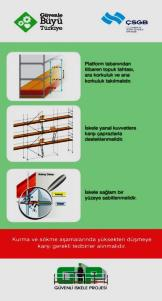 Güvenle
Büyü
Türkiye
ÇSGB
Platform tabanından
itibaren topuk tahtası,
ara korkuluk ve ana
korkuluk takılmalıdır.
İskele yanal kuvvetlere
karşı çaprazlarla
desteklenmelidir.
İskele sağlam bir
yüzeye sabitlenmelidir.
Kurma ve sökme aşamalarında yüksekten düşmeye
karşı gerekli tedbirler alınmalıdır.
GÜVENLİ İSKELE PROJESİ